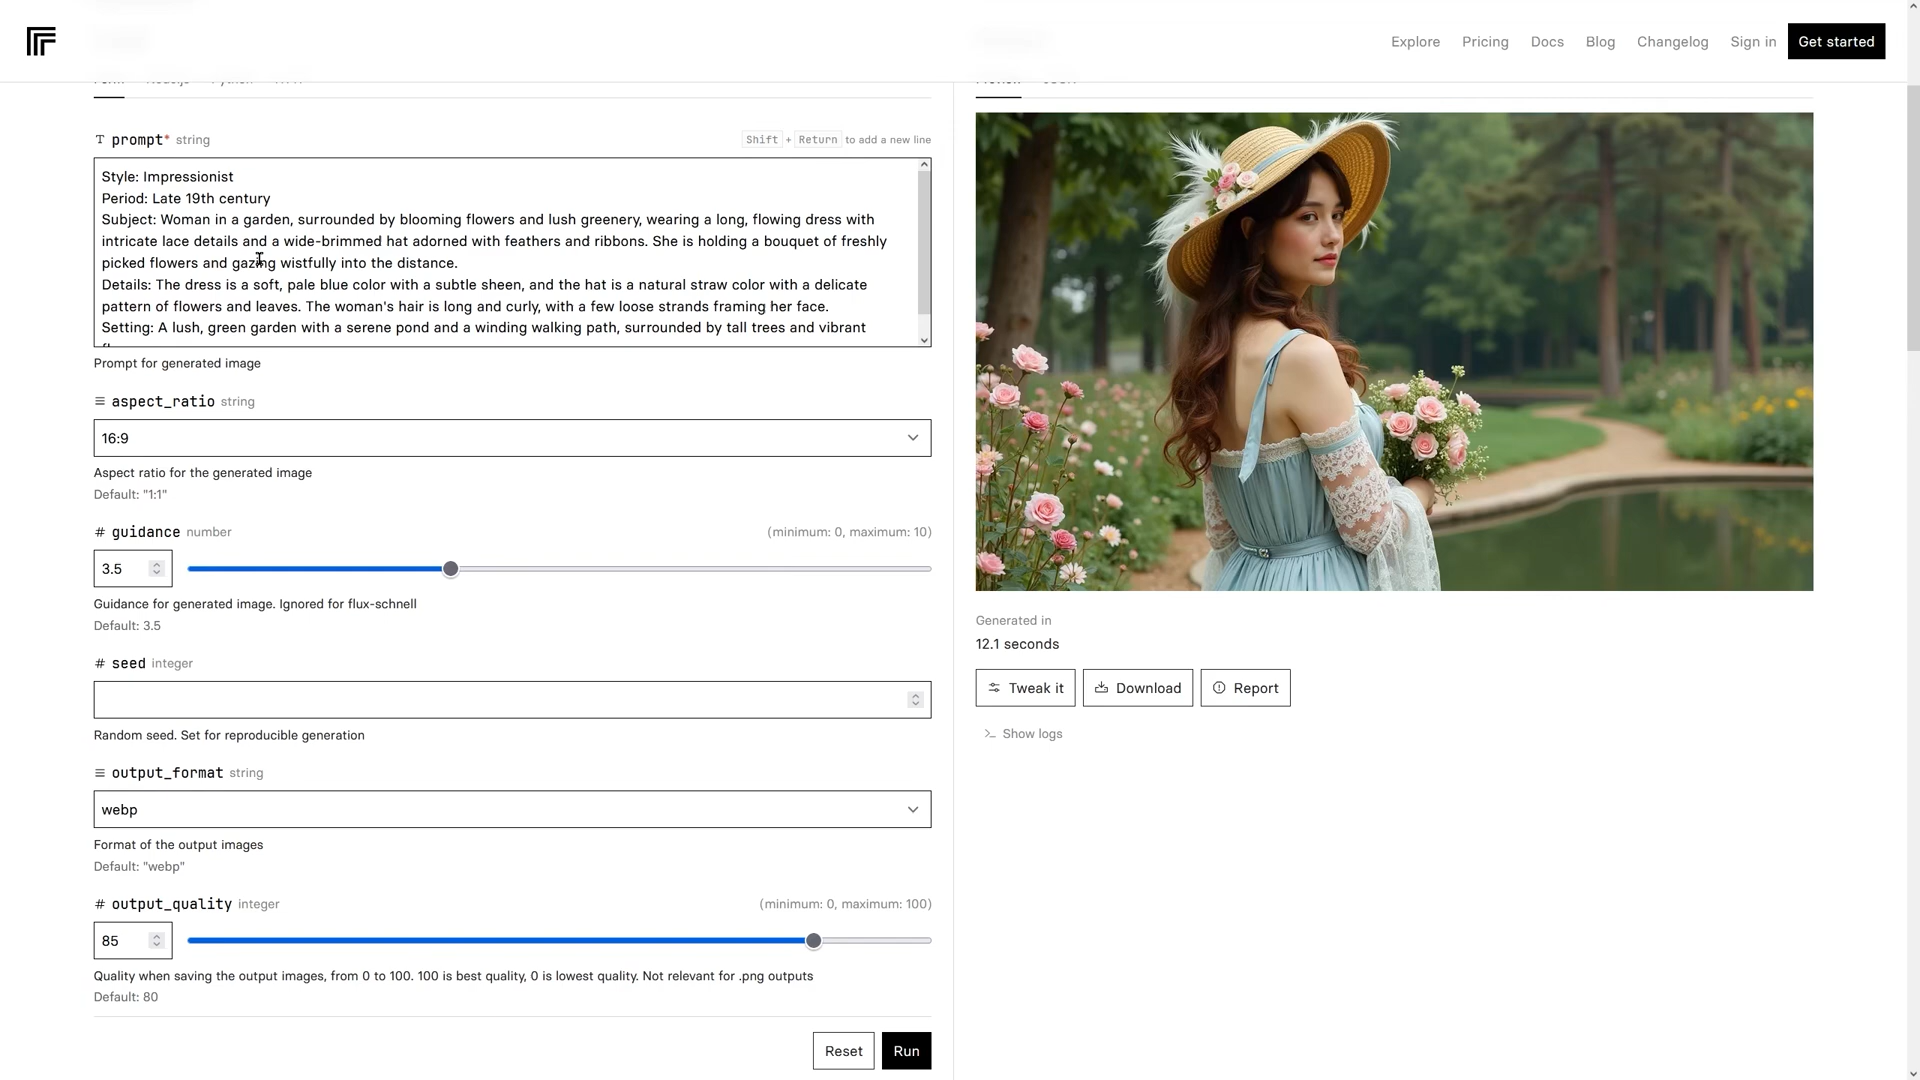 Explore Pricing Docs Blog Changelog Sign in Get started
prompt* string
Shift + Return to add a new line
Style: Impressionist
Period: Late 19th century
Subject: Woman in a garden, surrounded by blooming flowers and lush greenery, wearing a long, flowing dress with
intricate lace details and a wide-brimmed hat adorned with feathers and ribbons. She is holding a bouquet of freshly
picked flowers and gazing wistfully into the distance.
Details: The dress is a soft, pale blue color with a subtle sheen, and the hat is a natural straw color with a delicate
pattern of flowers and leaves. The woman's hair is long and curly, with a few loose strands framing her face.
Setting: A lush, green garden with a serene pond and a winding walking path, surrounded by tall trees and vibrant
Prompt for generated image
aspect_ratio string
16:9
Aspect ratio for the generated image
Default: "1:1"
# guidance number
(minimum: 0, maximum: 10)
3.5
Guidance for generated image. Ignored for flux-schnell
Default: 3.5
# seed integer
Random seed. Set for reproducible generation
output_format string
webp
Format of the output images
Default: "webp"
# output_quality integer
(minimum: 0, maximum: 100)
85
Quality when saving the output images, from 0 to 100. 100 is best quality, 0 is lowest quality. Not relevant for .png outputs
Default: 80
Reset Run
Generated in
12.1 seconds
Tweak it Download Report
Show logs